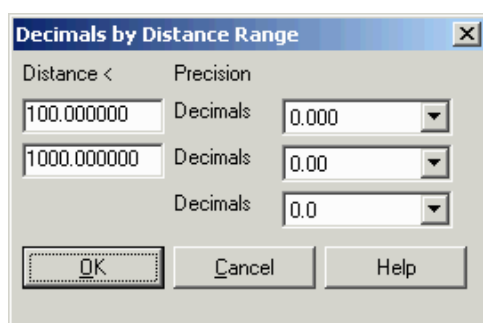 Decimals by Distance Range
Distance < Precision
100.000000 Decimals 0.000
1000.000000 Decimals 0.00
Decimals 0.0
OK Cancel Help